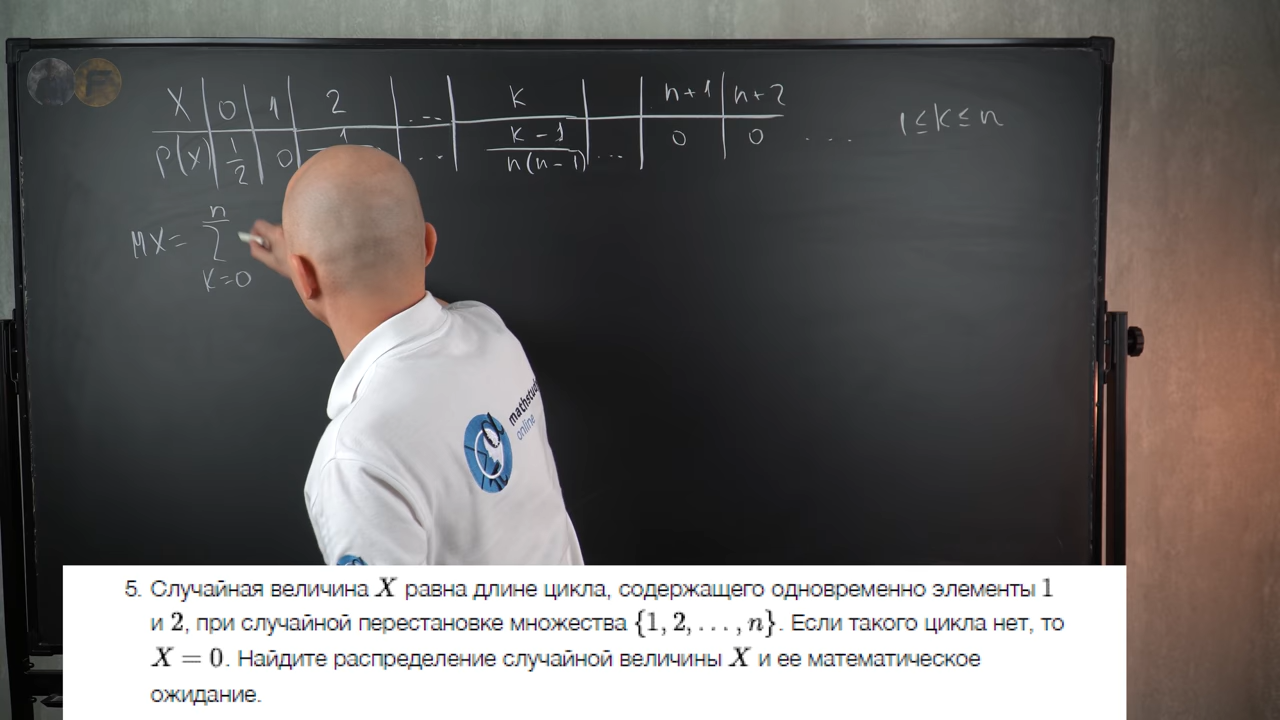 X | 0 | 1 | 2 | ... | k | | n+1 | n+2
P(x) | 1/2 | 0 | 1 | ... | k-1/n(n-1) | ... | 0 | 0 .... 1≤k≤n
MX = n Σ k=0
mathstudy
online
5. Случайная величина X равна длине цикла, содержащего одновременно элементы 1
и 2, при случайной перестановке множества {1, 2, ..., n}. Если такого цикла нет, то
X = 0. Найдите распределение случайной величины X и ее математическое
ожидание.